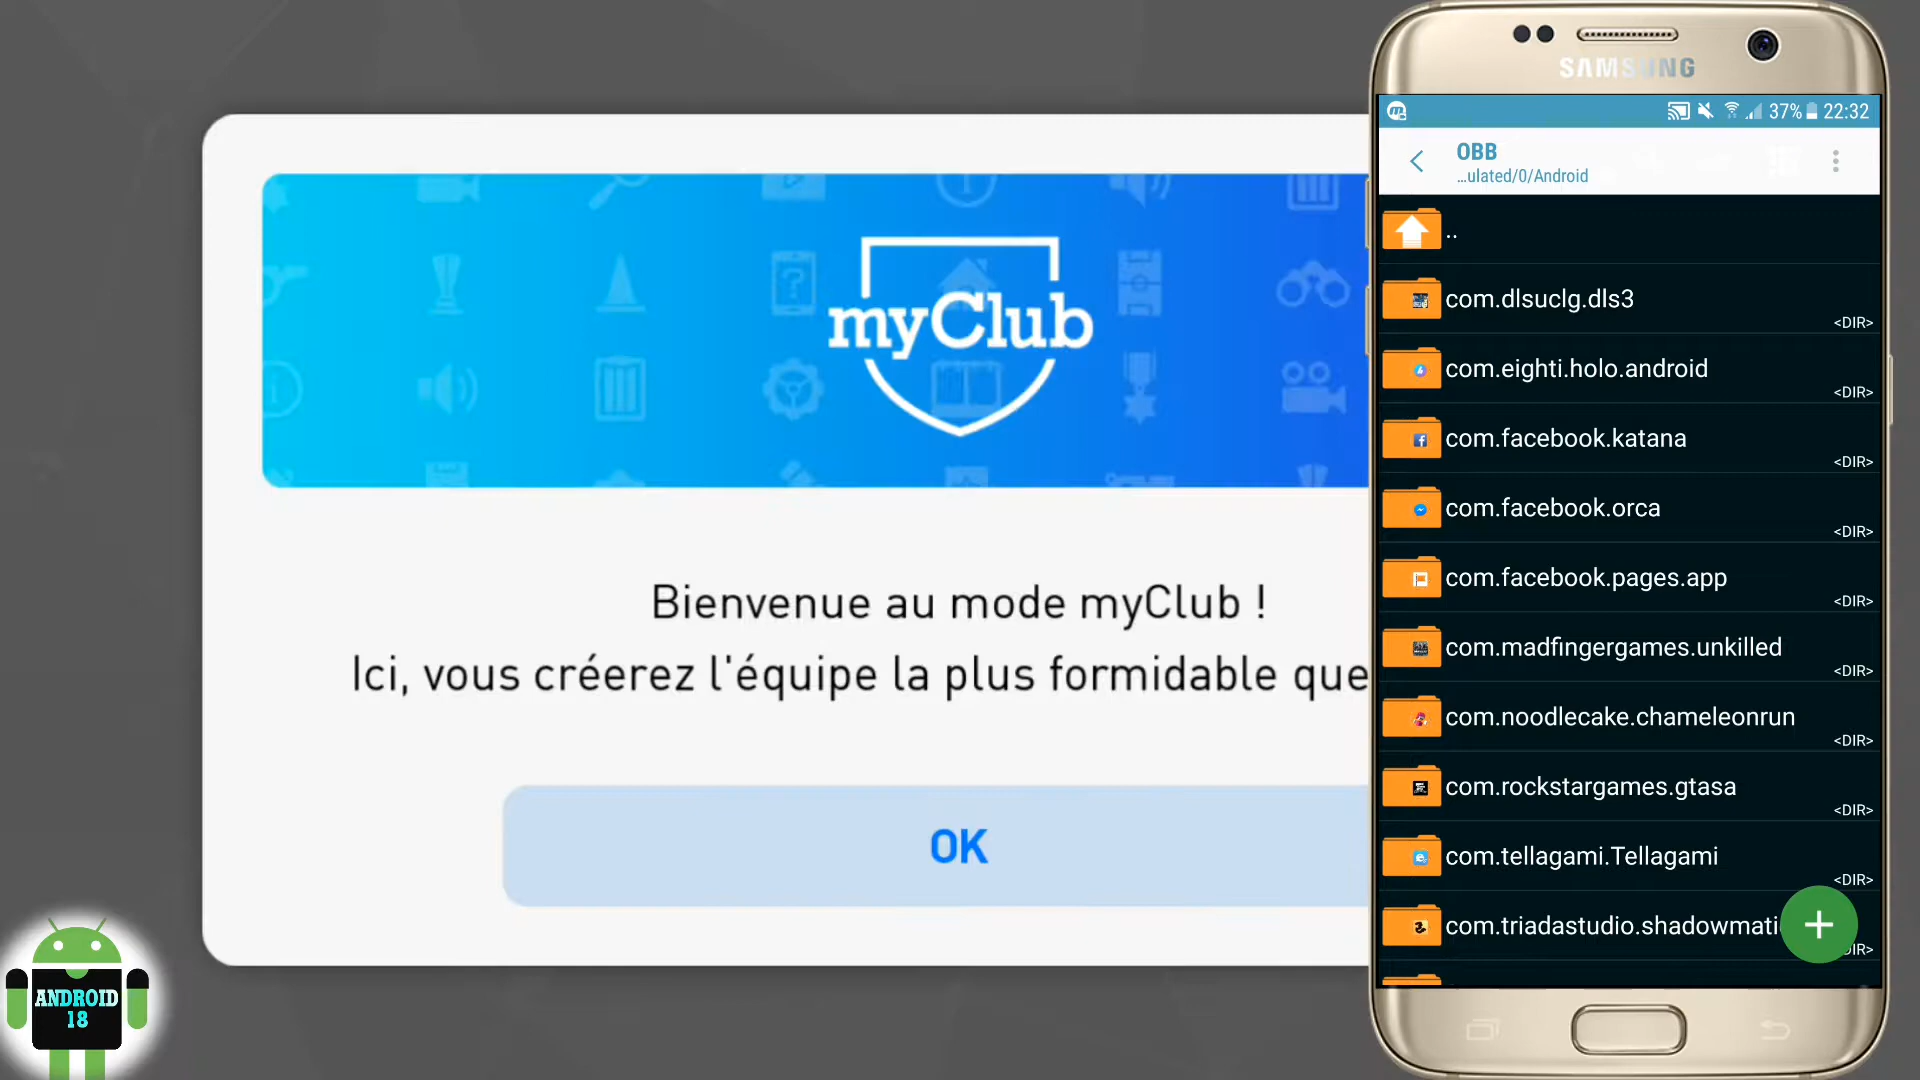 myClub
Bienvenue au mode myClub !
Ici, vous créerez l'équipe la plus formidable que
OK
ANDROID
18
SAMSUNG
37% 22:32
OBB
...ulated/0/Android
..
com.dlsuclg.dls3
<DIR>
com.eighti.holo.android
<DIR>
com.facebook.katana
<DIR>
com.facebook.orca
<DIR>
com.facebook.pages.app
<DIR>
com.madfingergames.unkilled
<DIR>
com.noodlecake.chameleonrun
<DIR>
com.rockstargames.gtasa
<DIR>
com.tellagami.Tellagami
<DIR>
com.triadastudio.shadowmati
IR>